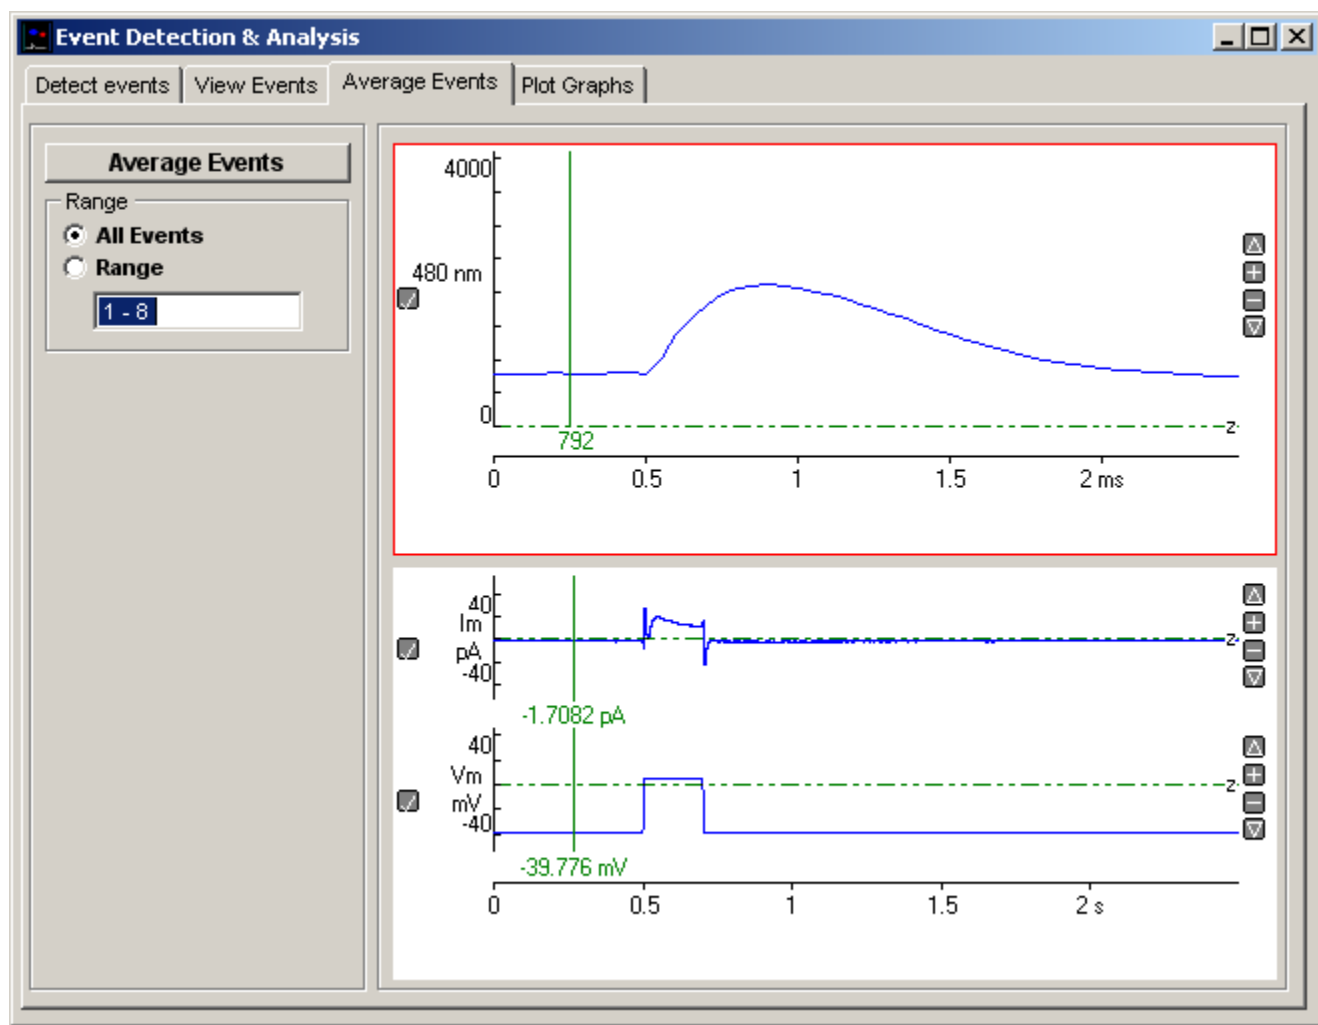 Event Detection & Analysis
Detect events
View Events
Average Events
Plot Graphs
Average Events
Range
All Events
Range
1 - 8
4000
480 nm
0
z
792
0 0.5 1 1.5 2 ms
40
Im
pA
-40
z
-1.7082 pA
40
Vm
mV
-40
z
-39.776 mV
0 0.5 1 1.5 2 s